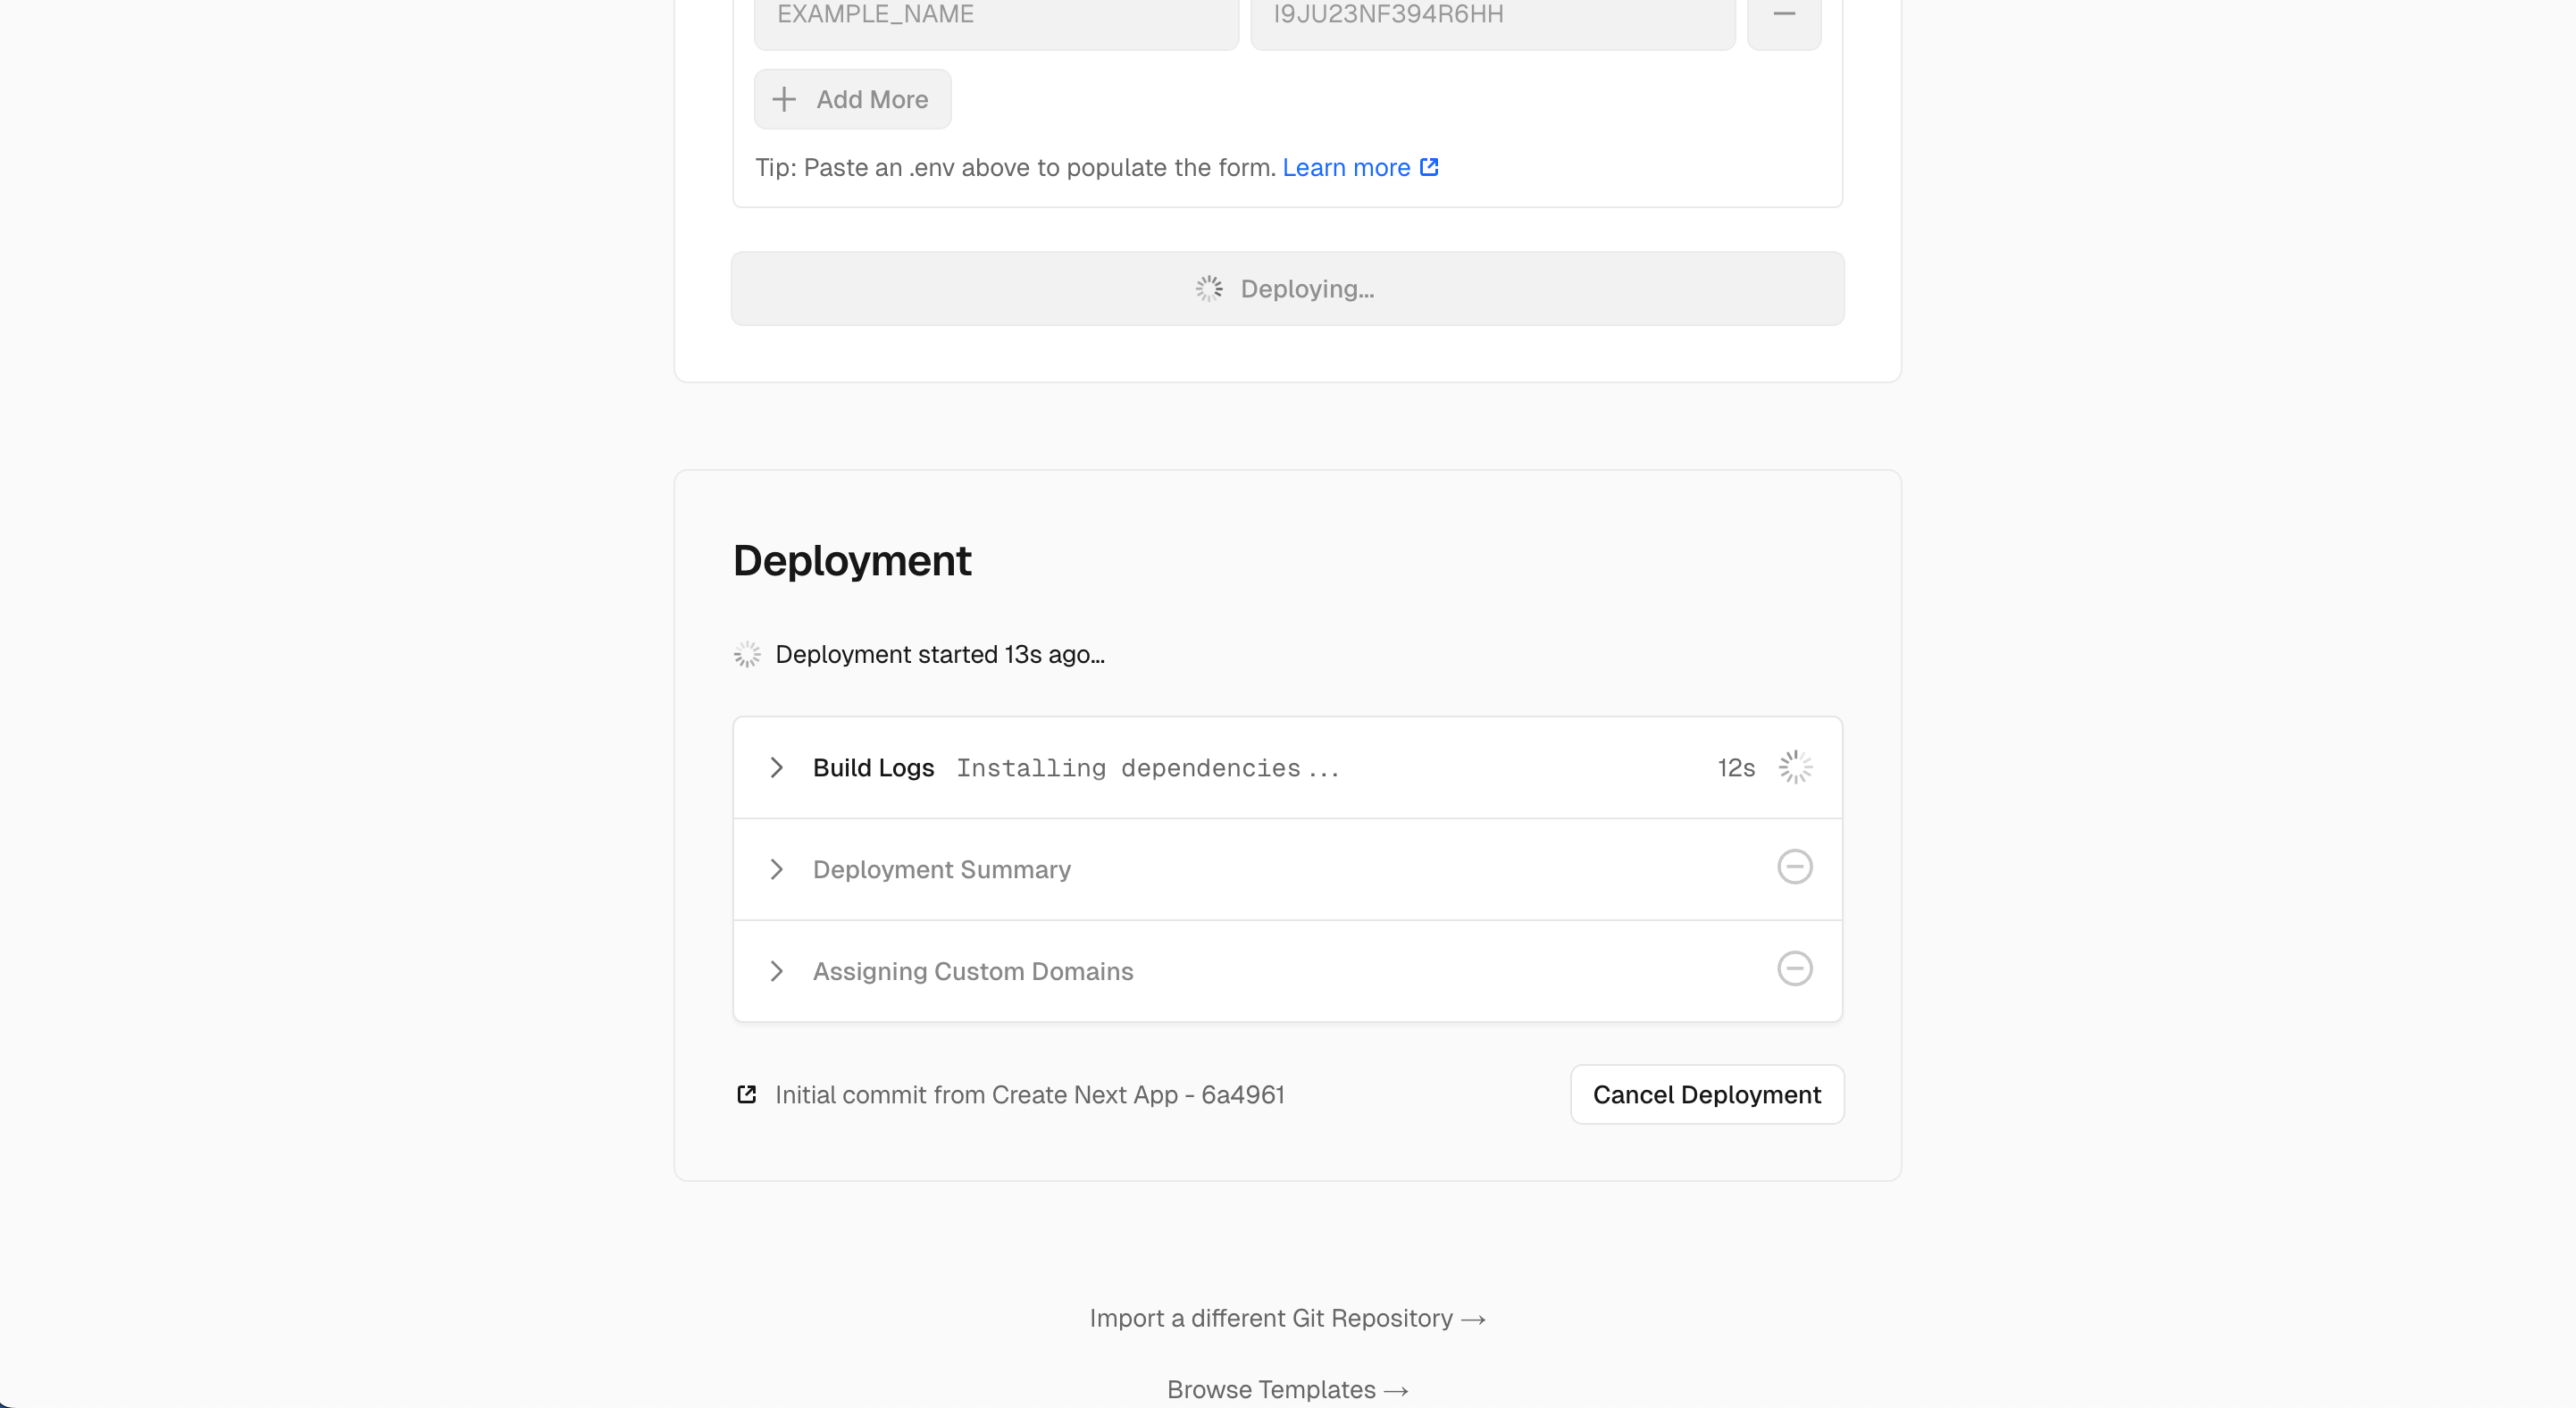 EXAMPLE_NAME I9JU23NF394R6HH
Add More
Tip: Paste an .env above to populate the form. Learn more
Deploying...
Deployment
Deployment started 13s ago...
Build Logs Installing dependencies... 12s
Deployment Summary
Assigning Custom Domains
Initial commit from Create Next App - 6a4961 Cancel Deployment
Import a different Git Repository →
Browse Templates →